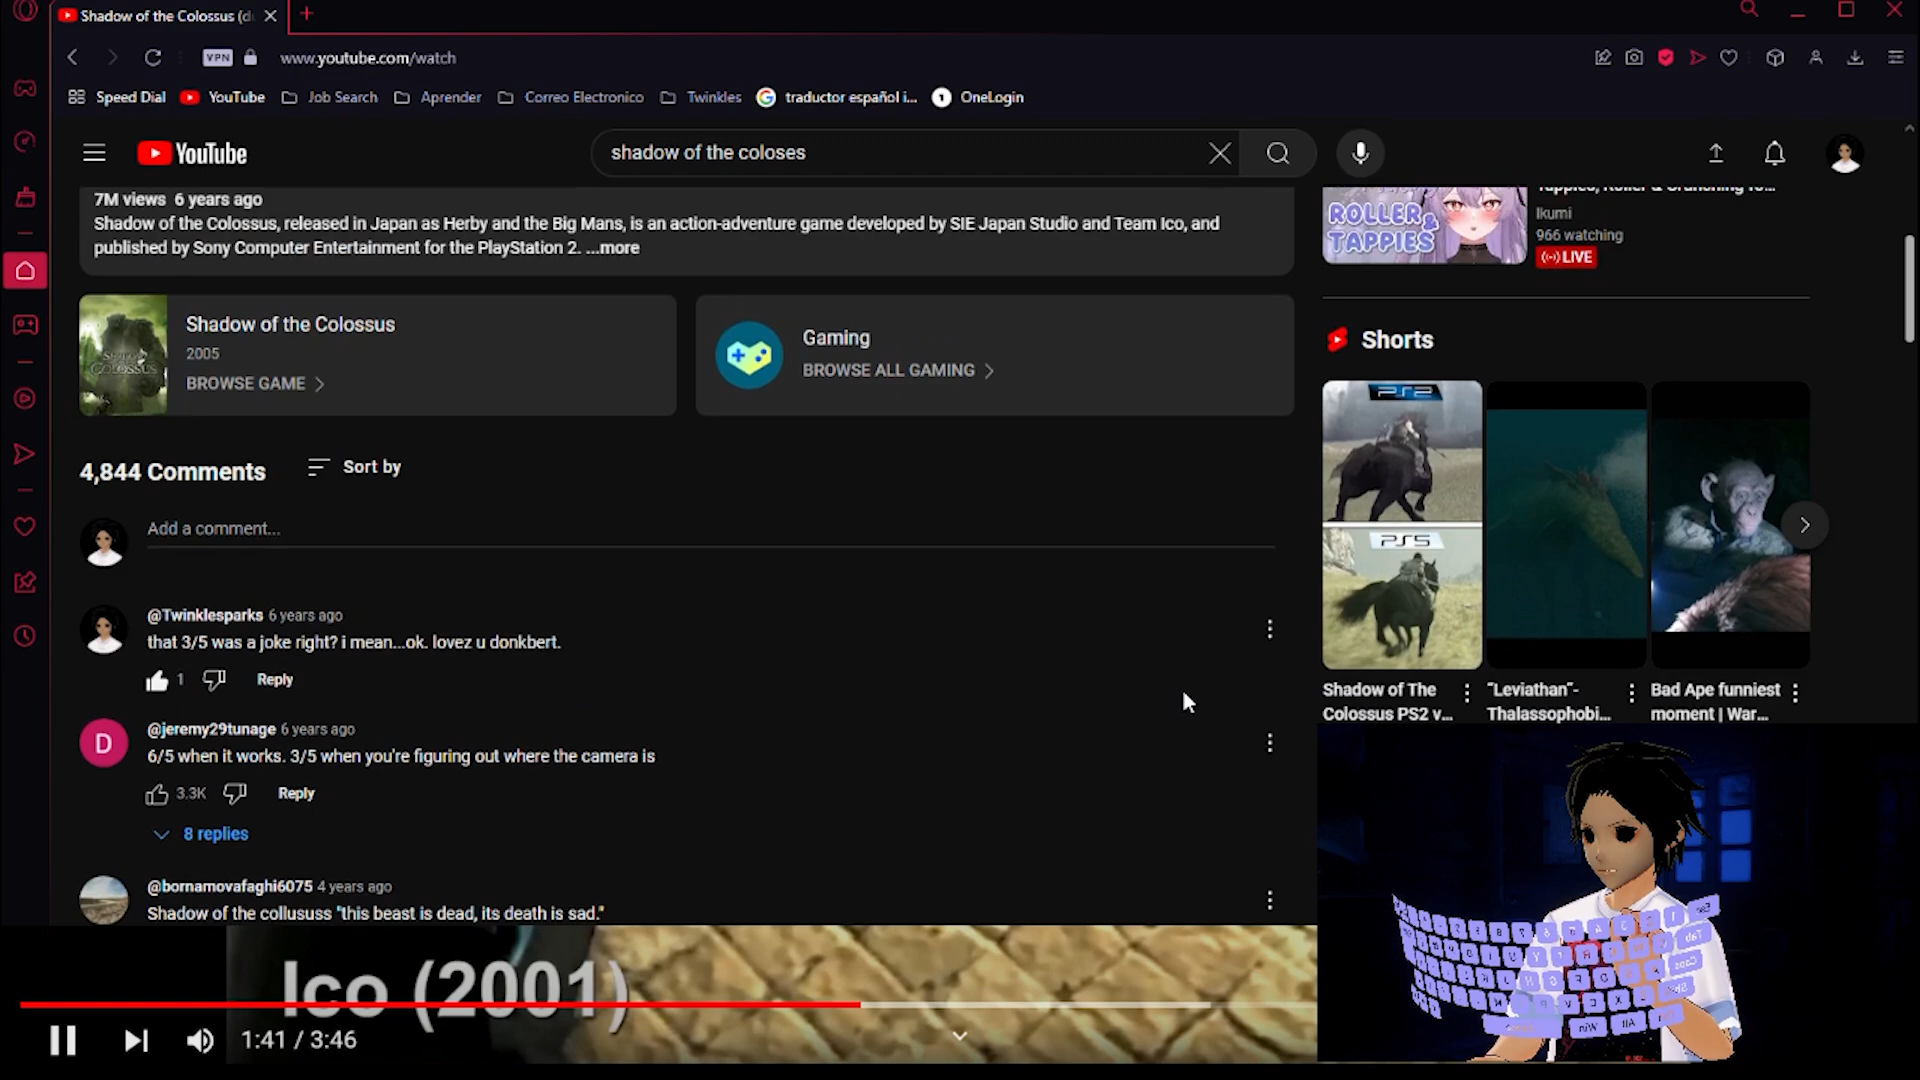 Shadow of the Colossus (d
VPN
www.youtube.com/watch
Speed Dial
YouTube
Job Search
Aprender
Correo Electronico
Twinkles
traductor español i...
OneLogin
YouTube
shadow of the coloses
7M views 6 years ago
Shadow of the Colossus, released in Japan as Herby and the Big Mans, is an action-adventure game developed by SIE Japan Studio and Team Ico, and
published by Sony Computer Entertainment for the PlayStation 2. ...more
Shadow of the Colossus
2005
BROWSE GAME
SHADOW
COLOSSUS
Gaming
BROWSE ALL GAMING
4,844 Comments
Sort by
Add a comment...
@Twinklesparks 6 years ago
that 3/5 was a joke right? i mean...ok. lovez u donkbert.
1
Reply
D
@jeremy29tunage 6 years ago
6/5 when it works. 3/5 when you're figuring out where the camera is
3.3K
Reply
8 replies
@bornamovafaghi6075 4 years ago
Shadow of the collususs "this beast is dead, its death is sad."
ROLLER &
TAPPIES
Ikumi
966 watching
LIVE
Shorts
PS2
PS5
Shadow of The
Colossus PS2 v...
"Leviathan"-
Thalassophobi...
Bad Ape funniest
moment | War...
Ico (2001)
1:41 / 3:46